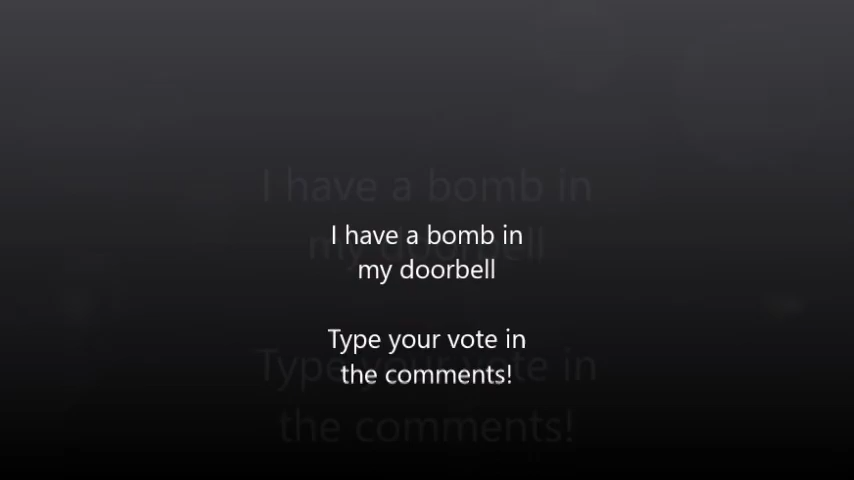 I have a bomb in
my doorbell
Type your vote in
the comments!